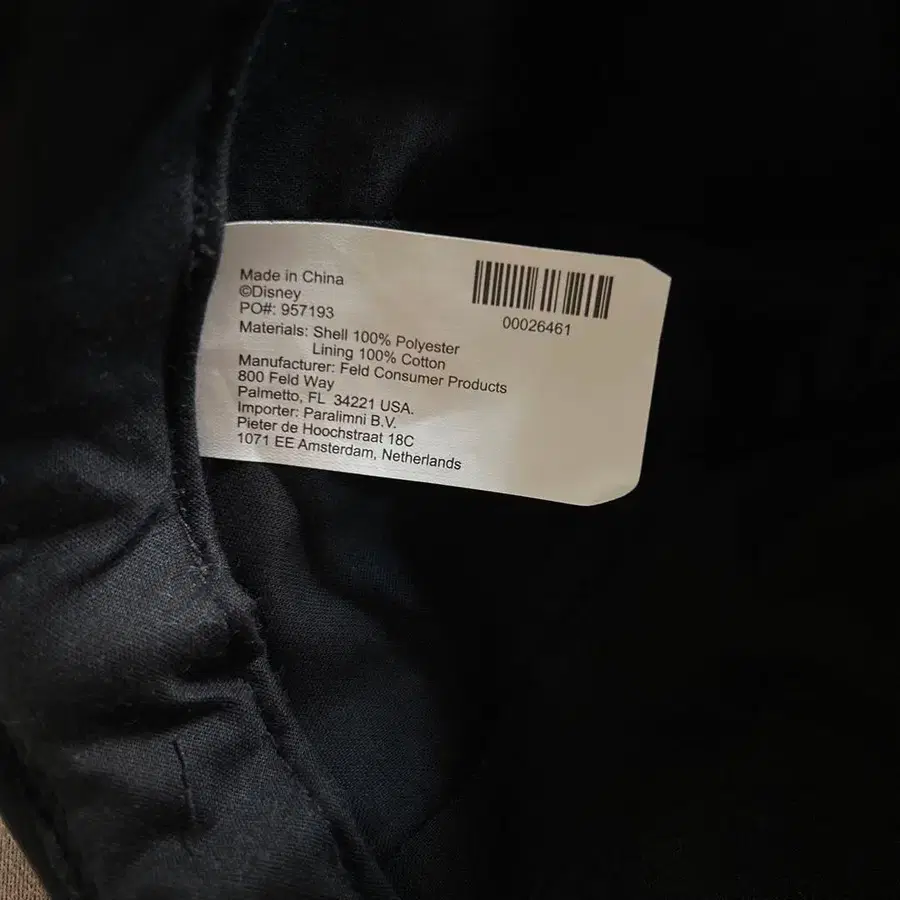 Made in China
©Disney
PO#: 957193
Materials: Shell 100% Polyester
Lining 100% Cotton
Manufacturer: Feld Consumer Products
800 Feld Way
Palmetto, FL 34221 USA.
Importer: Paralimni B.V.
Pieter de Hoochstraat 18C
1071 EE Amsterdam, Netherlands
00026461